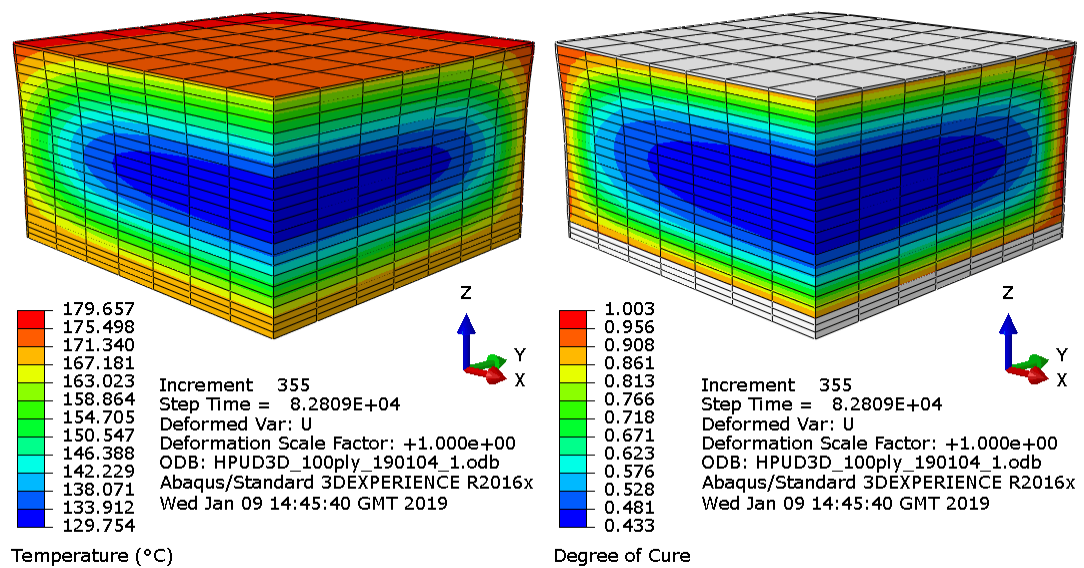 179.657
175.498
171.340
167.181
163.023
158.864
154.705
150.547
146.388
142.229
138.071
133.912
129.754
Z
Y
X
Increment 355
Step Time = 8.2809E+04
Deformed Var: U
Deformation Scale Factor: +1.000e+00
ODB: HPUD3D_100ply_190104_1.odb
Abaqus/Standard 3DEXPERIENCE R2016x
Wed Jan 09 14:45:40 GMT 2019
Temperature (°C)
1.003
0.956
0.908
0.861
0.813
0.766
0.718
0.671
0.623
0.576
0.528
0.481
0.433
Z
Y
X
Increment 355
Step Time = 8.2809E+04
Deformed Var: U
Deformation Scale Factor: +1.000e+00
ODB: HPUD3D_100ply_190104_1.odb
Abaqus/Standard 3DEXPERIENCE R2016x
Wed Jan 09 14:45:40 GMT 2019
Degree of Cure